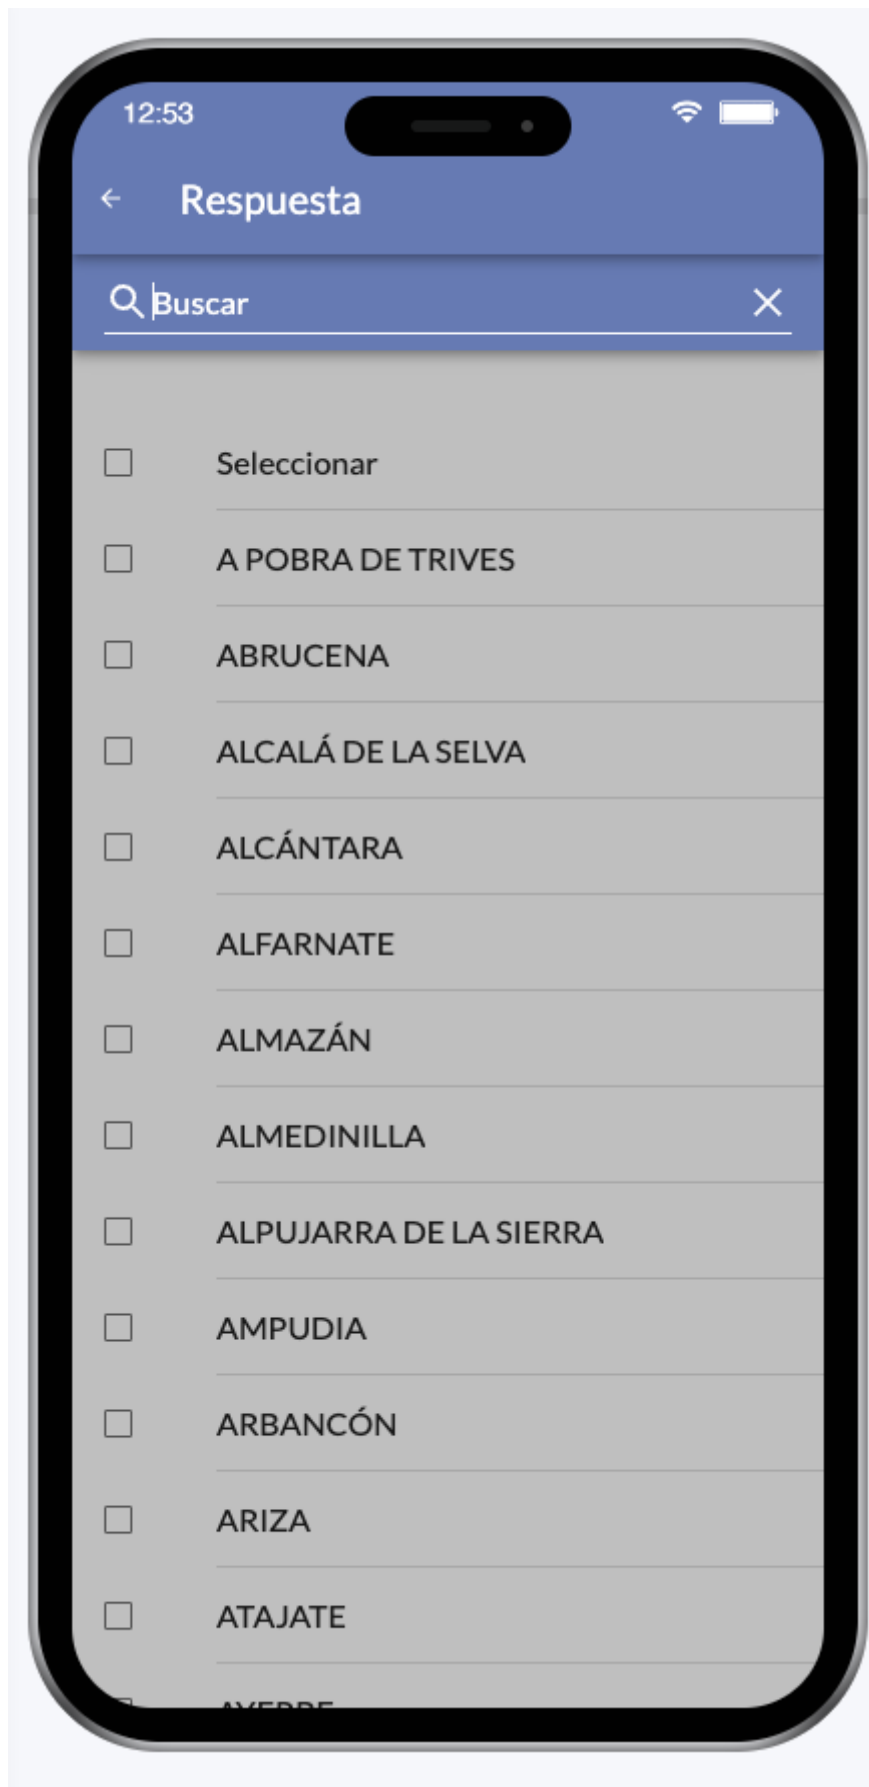 12:53
Respuesta
Buscar
Seleccionar
A POBRA DE TRIVES
ABRUCENA
ALCALÁ DE LA SELVA
ALCÁNTARA
ALFARNATE
ALMAZÁN
ALMEDINILLA
ALPUJARRA DE LA SIERRA
AMPUDIA
ARBANCÓN
ARIZA
ATAJATE